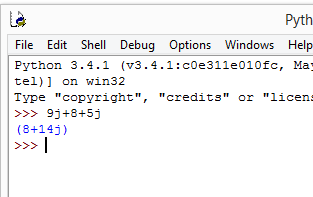 Pytho
File Edit Shell Debug Options Windows Help
Python 3.4.1 (v3.4.1:c0e311e010fc, May
tel)] on win32
Type "copyright", "credits" or "licens
>>> 9j+8+5j
(8+14j)
>>>